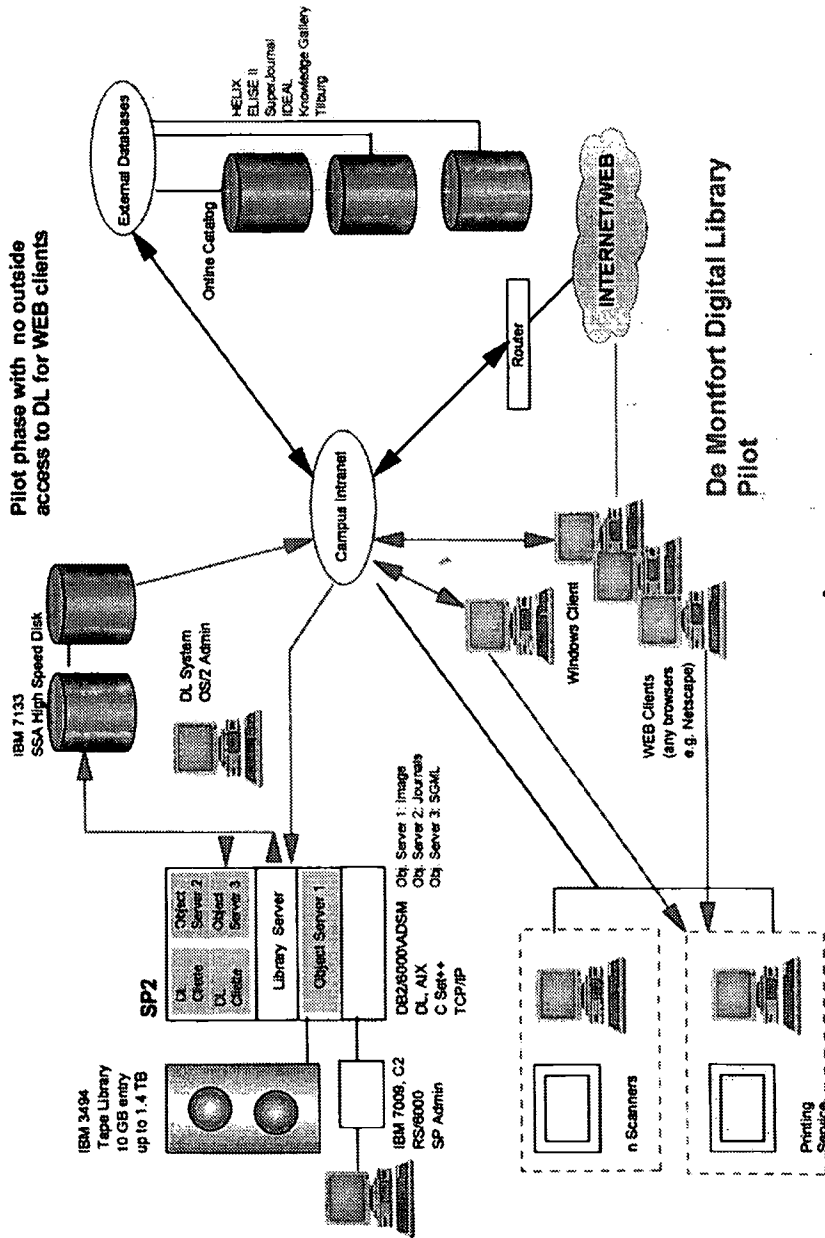 Pilot phase with no outside
access to DL for WEB clients
IBM 3494
Tape Library
10 GB entry
up to 1.4 TB
SP2
DL
Cliette
DL
Cliette
Object
Server 2
Object
Server 3
Library Server
Object Server 1
IBM 7133
SSA High Speed Disk
DL System
OS/2 Admin
IBM 7009, C2
RS/6000
SP Admin
DB2/6000\ADSM
DL, AIX
C Set++
TCP/IP
Obj. Server 1: Image
Obj. Server 2: Journals
Obj. Server 3: SGML
Campus Intranet
External Databases
Online Catalog
HELIX
ELISE II
SuperJournal
IDEAL
Knowledge Gallery
Tilburg
Router
INTERNET/WEB
Windows Client
WEB Clients
(any browsers
e.g. Netscape)
n Scanners
Printing
Service
De Montfort Digital Library
Pilot